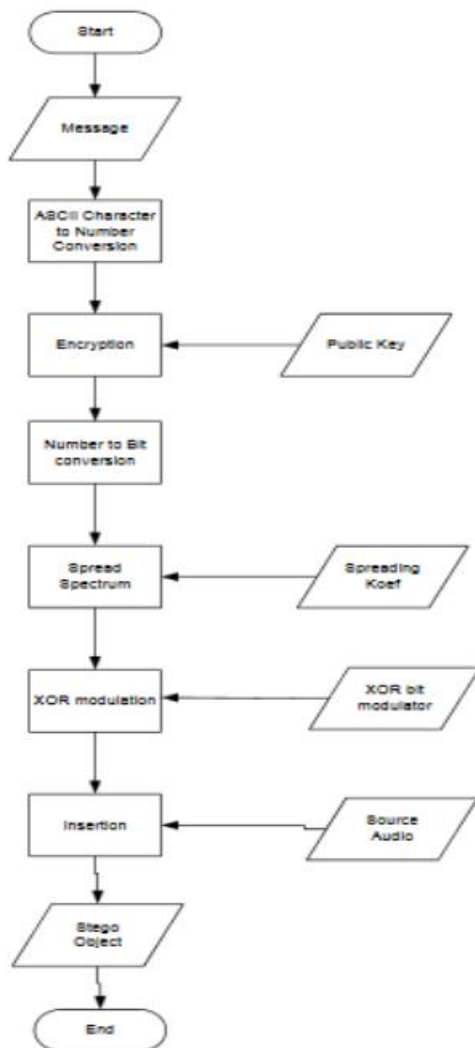 Start
Message
ASCII Character
to Number
Conversion
Encryption
Public Key
Number to Bit
conversion
Spread
Spectrum
Spreading
Koef
XOR modulation
XOR bit
modulator
Insertion
Source
Audio
Stego
Object
End